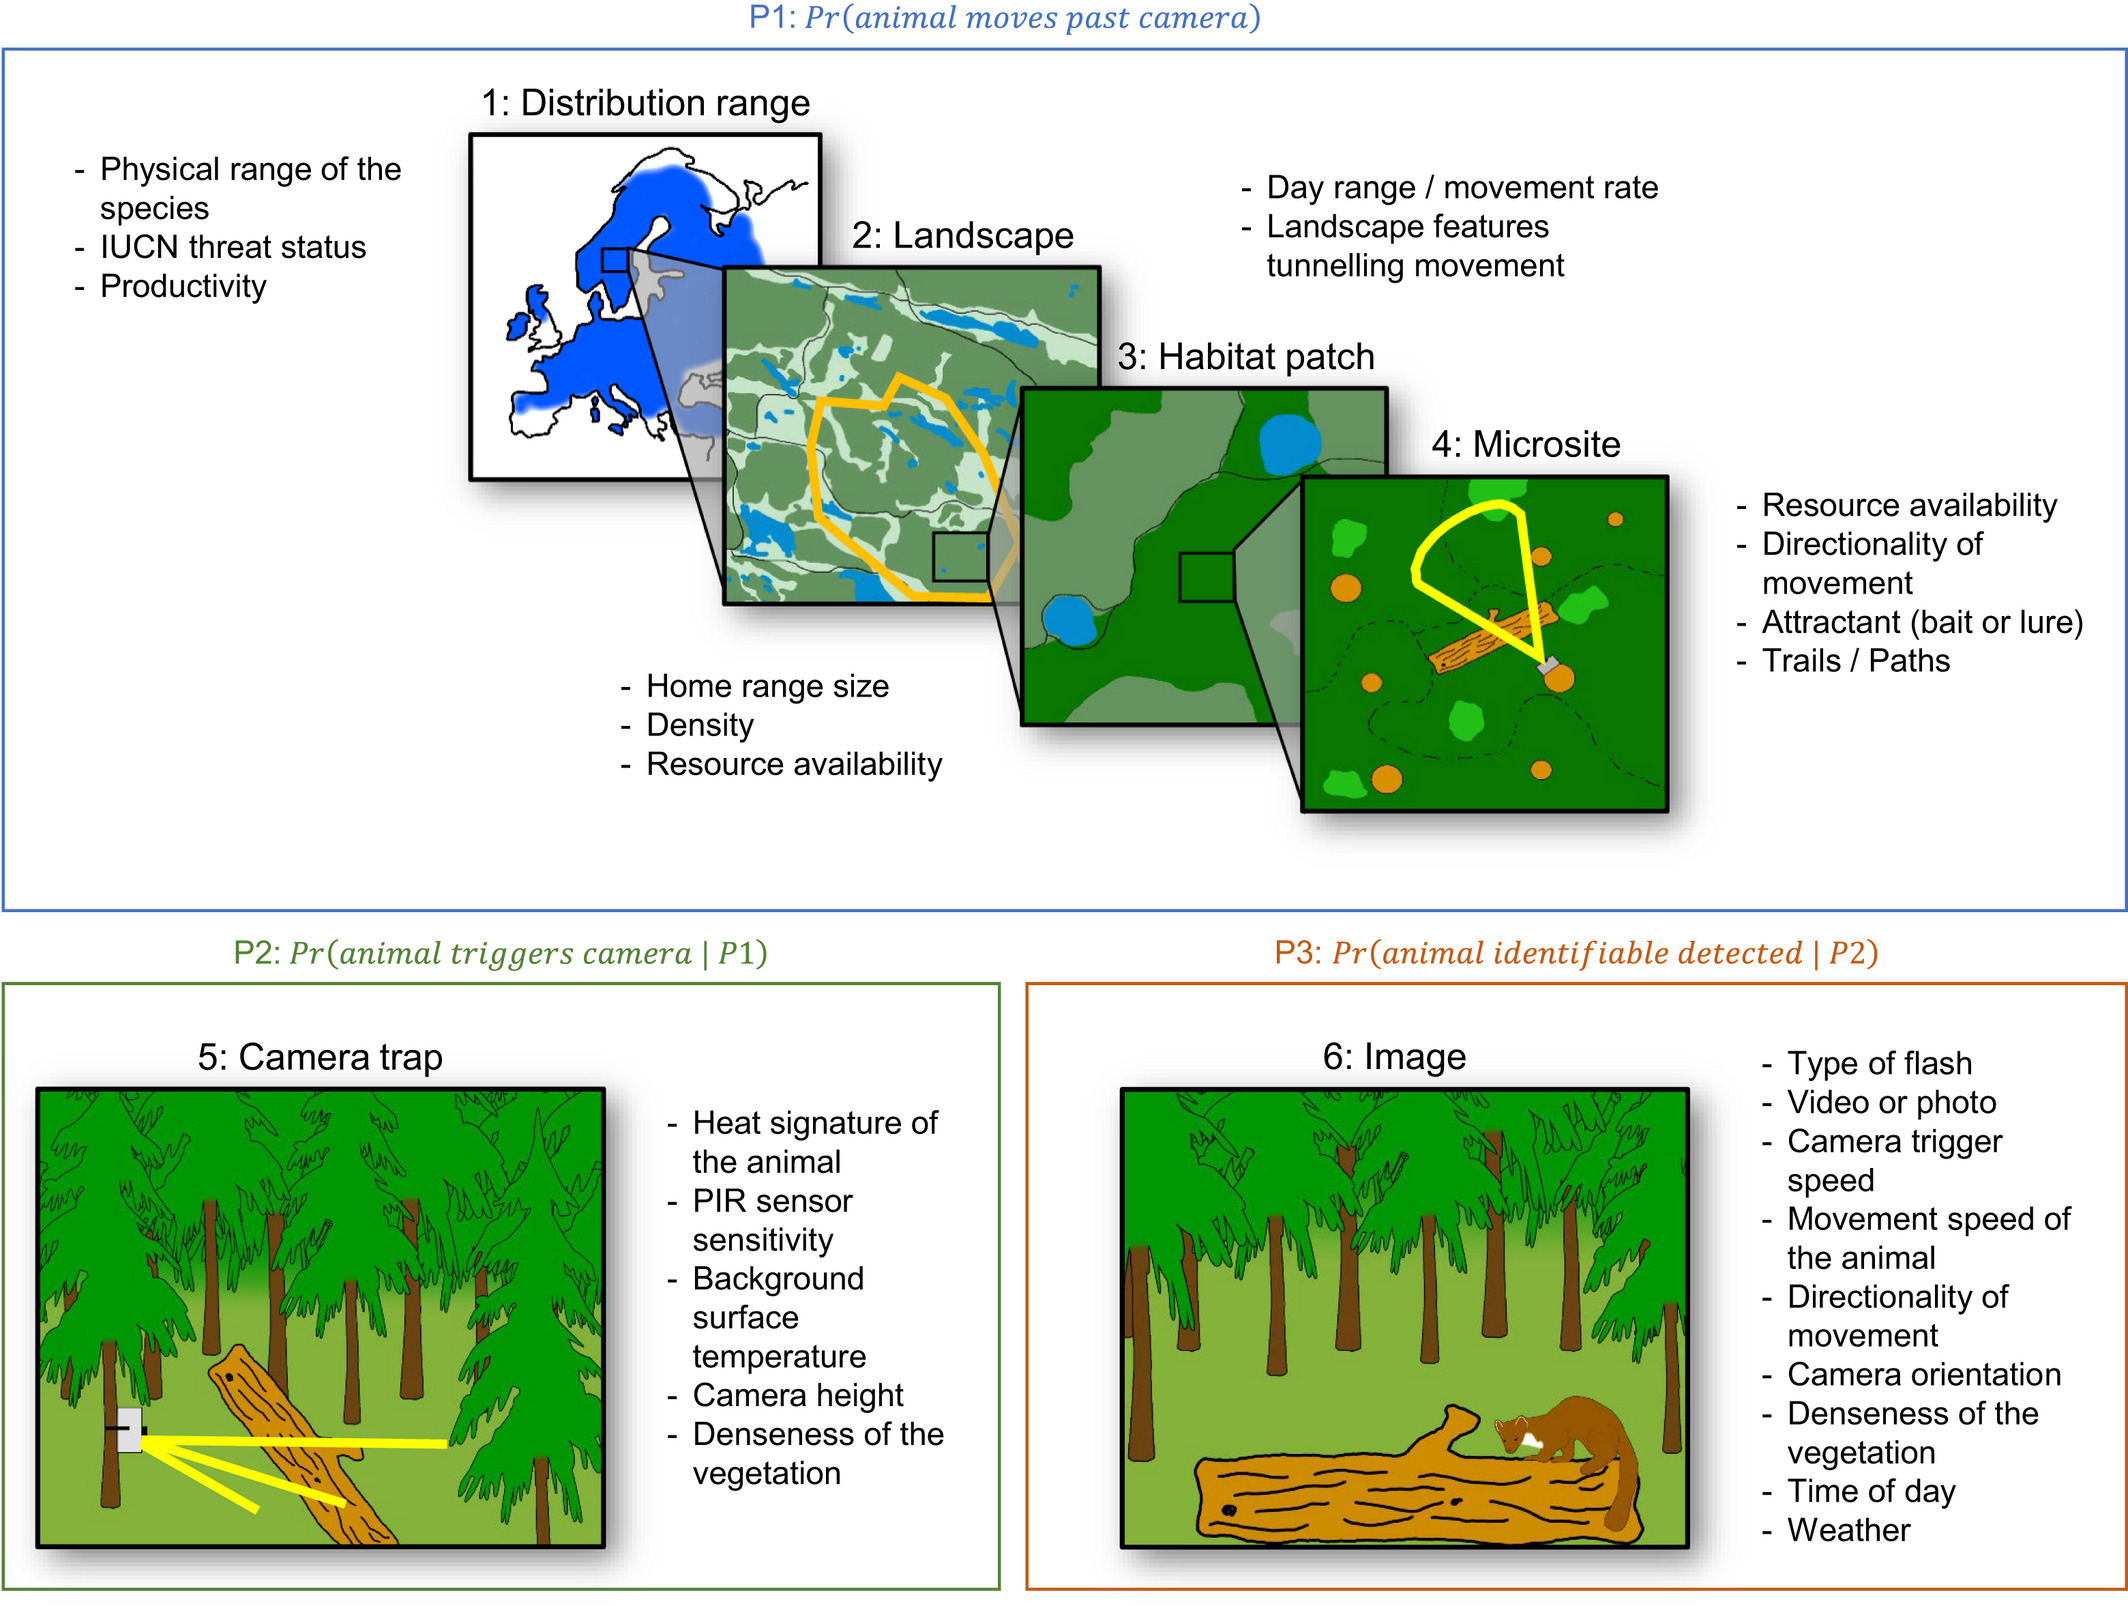 P1: Pr(animal moves past camera)
1: Distribution range
- Physical range of the
species
- IUCN threat status
- Productivity
2: Landscape
- Home range size
- Density
- Resource availability
3: Habitat patch
- Day range / movement rate
- Landscape features
tunnelling movement
4: Microsite
- Resource availability
- Directionality of
movement
- Attractant (bait or lure)
- Trails / Paths
P2: Pr(animal triggers camera | P1)
5: Camera trap
- Heat signature of
the animal
- PIR sensor
sensitivity
- Background
surface
temperature
- Camera height
- Denseness of the
vegetation
P3: Pr(animal identifiable detected | P2)
6: Image
- Type of flash
- Video or photo
- Camera trigger
speed
- Movement speed of
the animal
- Directionality of
movement
- Camera orientation
- Denseness of the
vegetation
- Time of day
- Weather